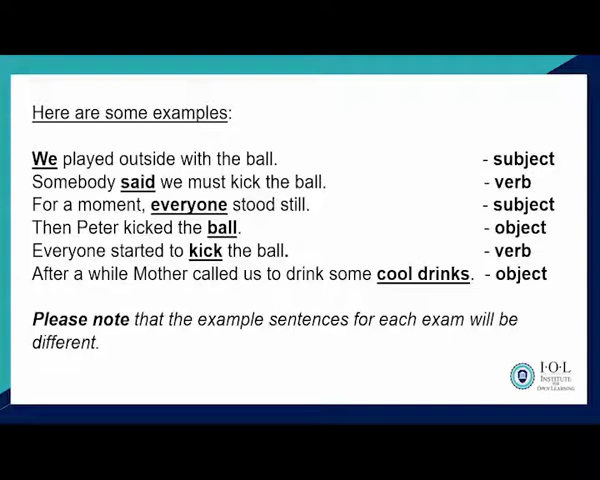 Here are some examples:
We played outside with the ball. - subject
Somebody said we must kick the ball. - verb
For a moment, everyone stood still. - subject
Then Peter kicked the ball. - object
Everyone started to kick the ball. - verb
After a while Mother called us to drink some cool drinks. - object
Please note that the example sentences for each exam will be
different.
I·O·L
INSTITUTE
FOR
OPEN LEARNING